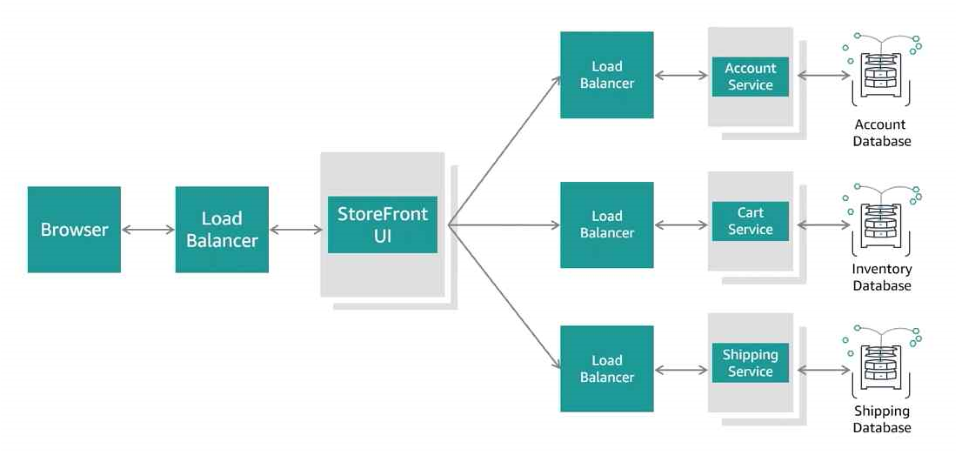 Browser
Load
Balancer
StoreFront
UI
Load
Balancer
Account
Service
Account
Database
Load
Balancer
Cart
Service
Inventory
Database
Load
Balancer
Shipping
Service
Shipping
Database